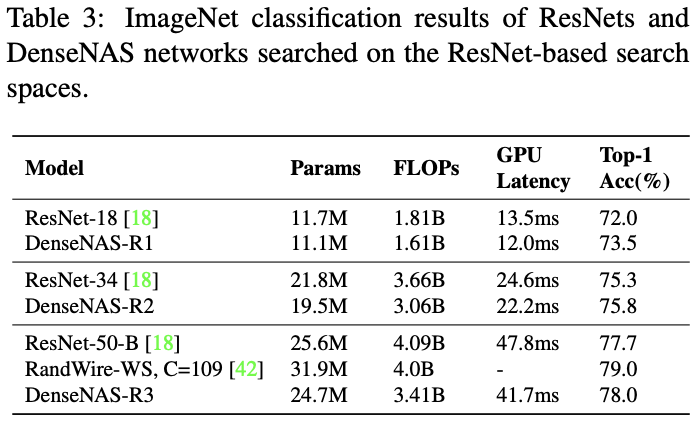 Table 3: ImageNet classification results of ResNets and
DenseNAS networks searched on the ResNet-based search
spaces.
Model Params FLOPs GPU Latency Top-1 Acc(%)
ResNet-18 [18] 11.7M 1.81B 13.5ms 72.0
DenseNAS-R1 11.1M 1.61B 12.0ms 73.5
ResNet-34 [18] 21.8M 3.66B 24.6ms 75.3
DenseNAS-R2 19.5M 3.06B 22.2ms 75.8
ResNet-50-B [18] 25.6M 4.09B 47.8ms 77.7
RandWire-WS, C=109 [42] 31.9M 4.0B - 79.0
DenseNAS-R3 24.7M 3.41B 41.7ms 78.0